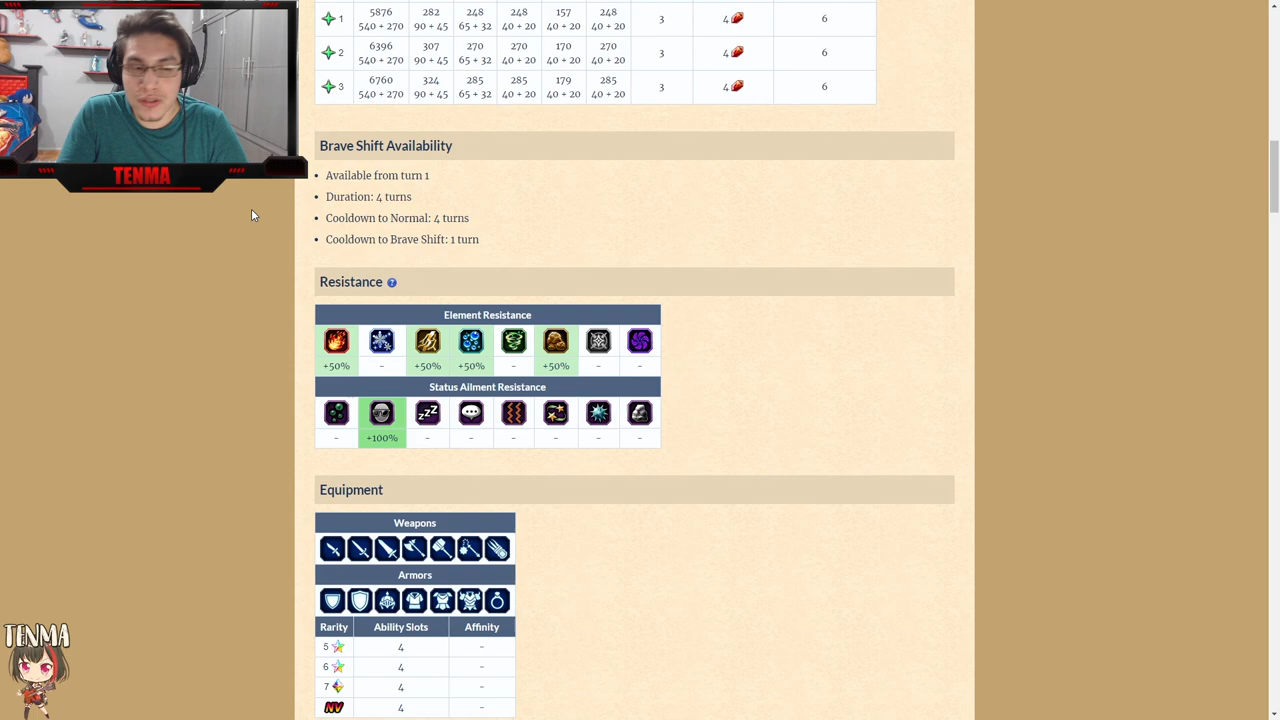 1 5876 282 248 248 157 248 3 4 6
540 + 270 90 + 45 65 + 32 40 + 20 40 + 20 40 + 20
2 6396 307 270 270 170 270 3 4 6
540 + 270 90 + 45 65 + 32 40 + 20 40 + 20 40 + 20
3 6760 324 285 285 179 285 3 4 6
540 + 270 90 + 45 65 + 32 40 + 20 40 + 20 40 + 20
TENMA
Brave Shift Availability
Available from turn 1
Duration: 4 turns
Cooldown to Normal: 4 turns
Cooldown to Brave Shift: 1 turn
Resistance ?
Element Resistance
+50% - +50% +50% - +50% - -
Status Ailment Resistance
- +100% - - - - - -
Equipment
Weapons
Armors
Rarity Ability Slots Affinity
5 4 -
6 4 -
7 4 -
NV 4 -
TENMA